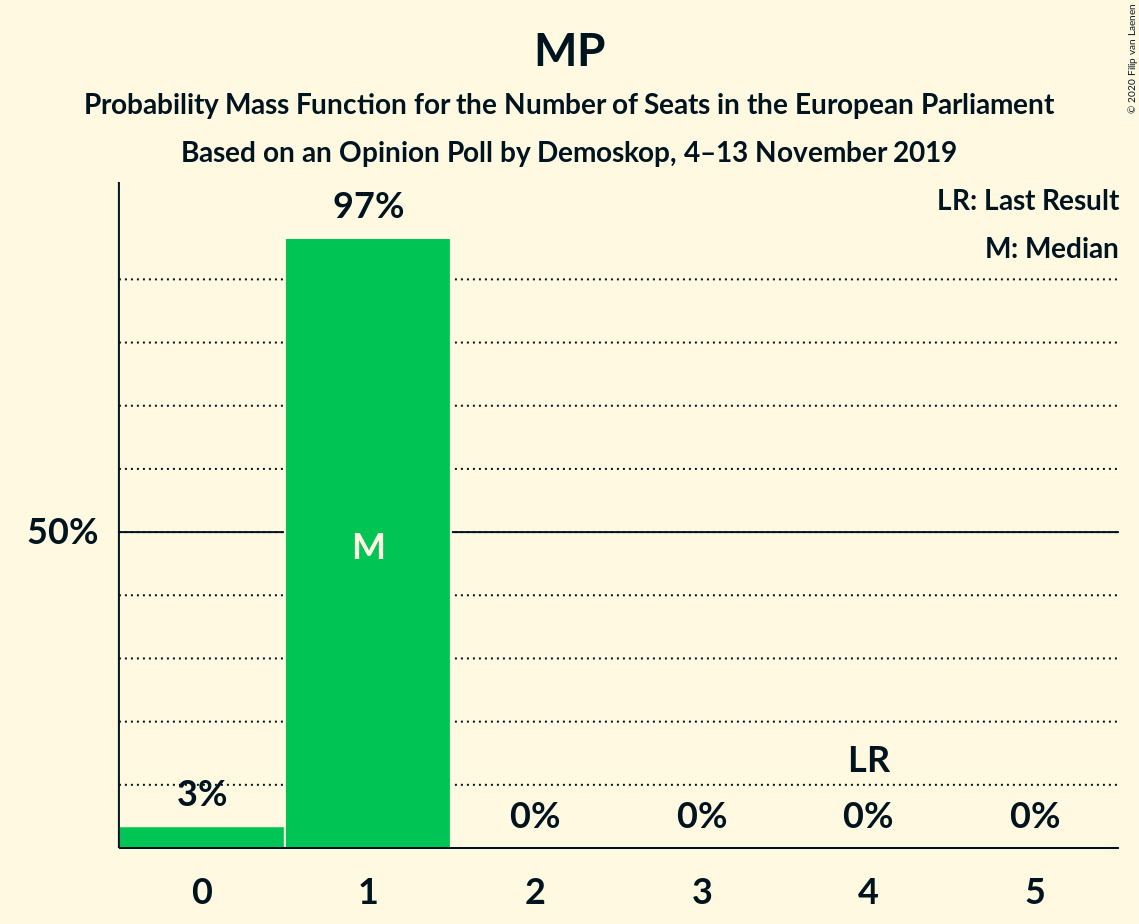 MP
Probability Mass Function for the Number of Seats in the European Parliament
Based on an Opinion Poll by Demoskop, 4–13 November 2019
© 2020 Filip van Laenen
LR: Last Result
M: Median
97%
50%
M
LR
3%
0%
0%
0%
0%
0
1
2
3
4
5